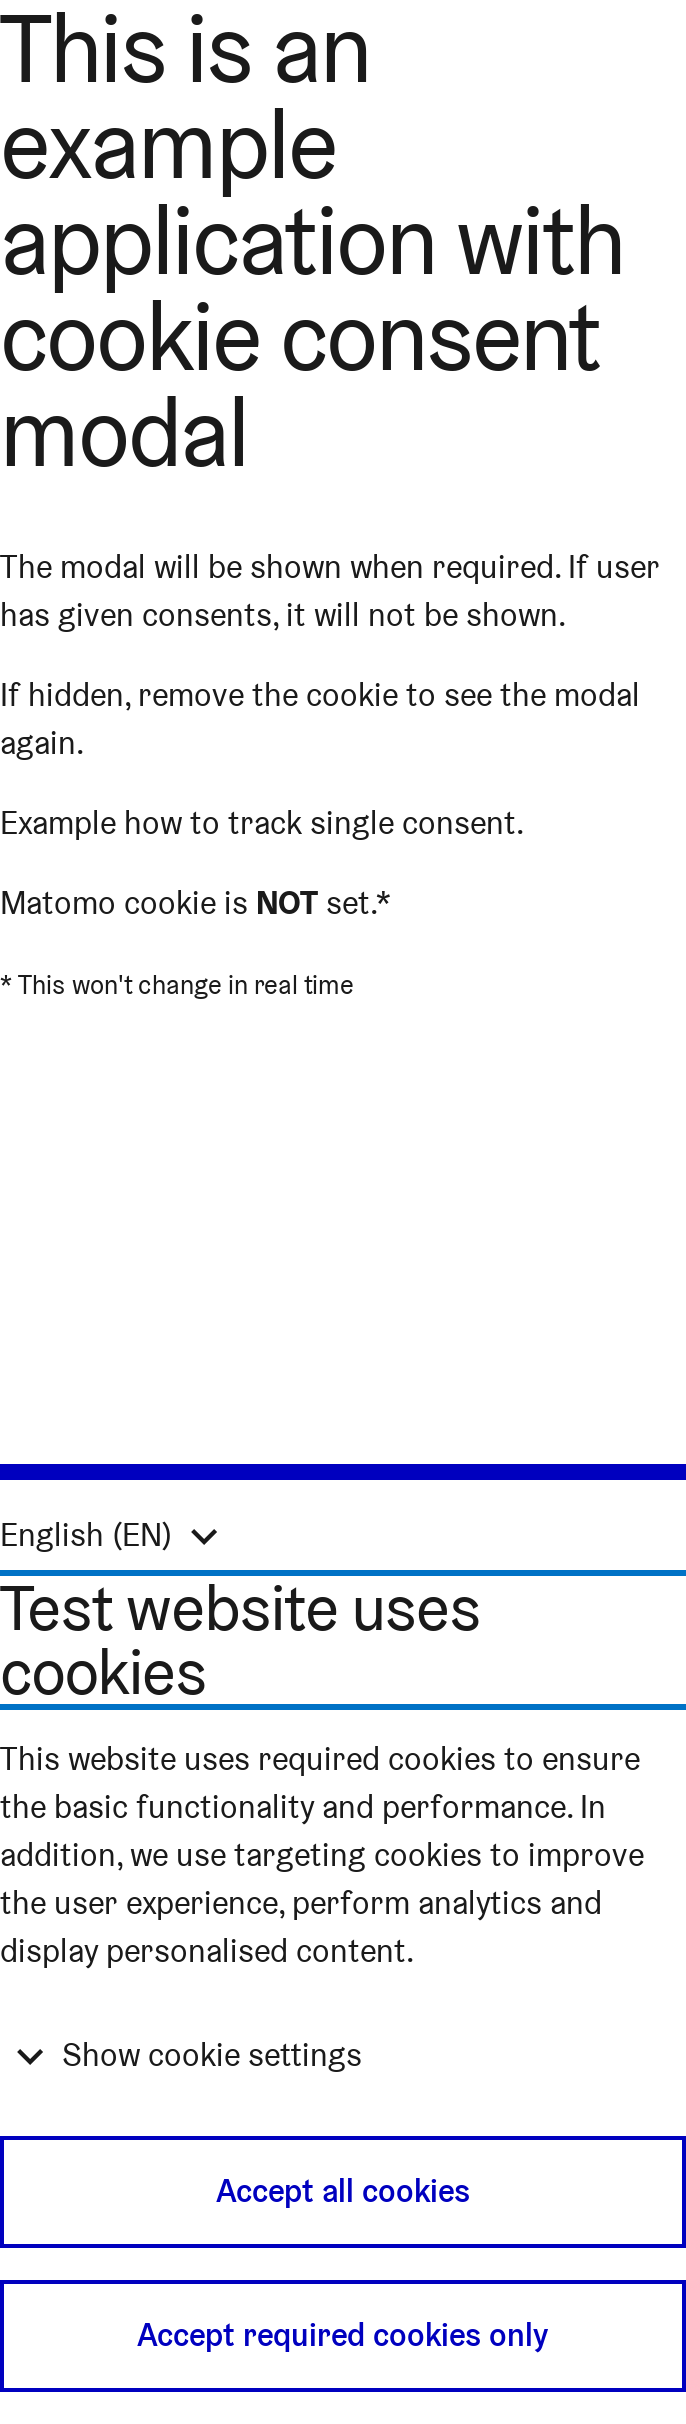 This is an
example
application with
cookie consent
modal
The modal will be shown when required. If user
has given consents, it will not be shown.
If hidden, remove the cookie to see the modal
again.
Example how to track single consent.
Matomo cookie is NOT set.*
* This won't change in real time
English (EN)
Test website uses
cookies
This website uses required cookies to ensure
the basic functionality and performance. In
addition, we use targeting cookies to improve
the user experience, perform analytics and
display personalised content.
Show cookie settings
Accept all cookies
Accept required cookies only